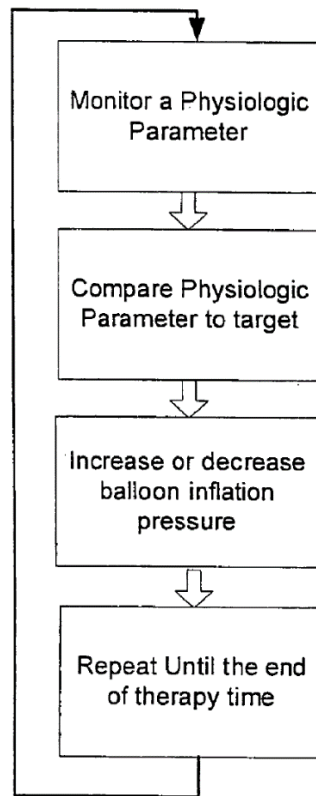 Monitor a Physiologic
Parameter
Compare Physiologic
Parameter to target
Increase or decrease
balloon inflation
pressure
Repeat Until the end
of therapy time